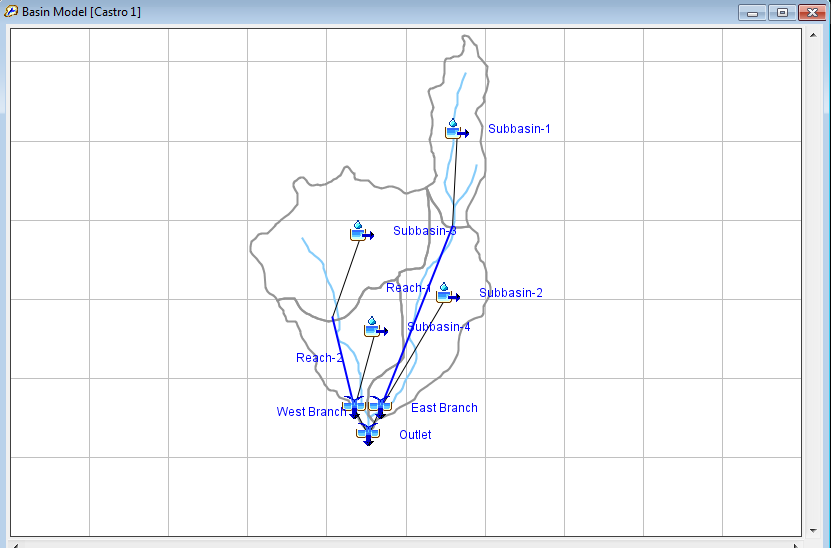 Basin Model [Castro 1]
Subbasin-1
Subbasin-3
Reach-1
Subbasin-2
Subbasin-4
Reach-2
West Branch
East Branch
Outlet